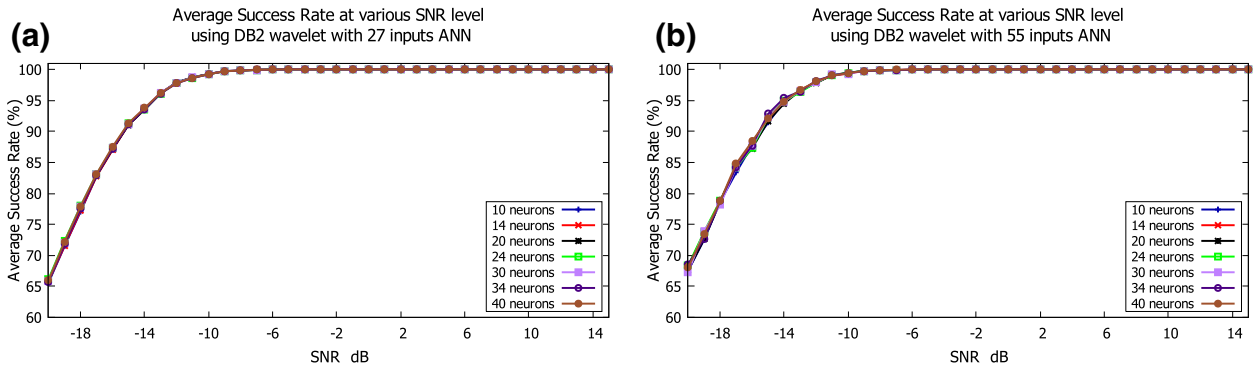 (a)
Average Success Rate at various SNR level
using DB2 wavelet with 27 inputs ANN
Average Success Rate (%)
100
95
90
85
80
75
70
65
60
10 neurons
14 neurons
20 neurons
24 neurons
30 neurons
34 neurons
40 neurons
-18 -14 -10 -6 -2 2 6 10 14
SNR dB
(b)
Average Success Rate at various SNR level
using DB2 wavelet with 55 inputs ANN
Average Success Rate (%)
100
95
90
85
80
75
70
65
60
10 neurons
14 neurons
20 neurons
24 neurons
30 neurons
34 neurons
40 neurons
-18 -14 -10 -6 -2 2 6 10 14
SNR dB